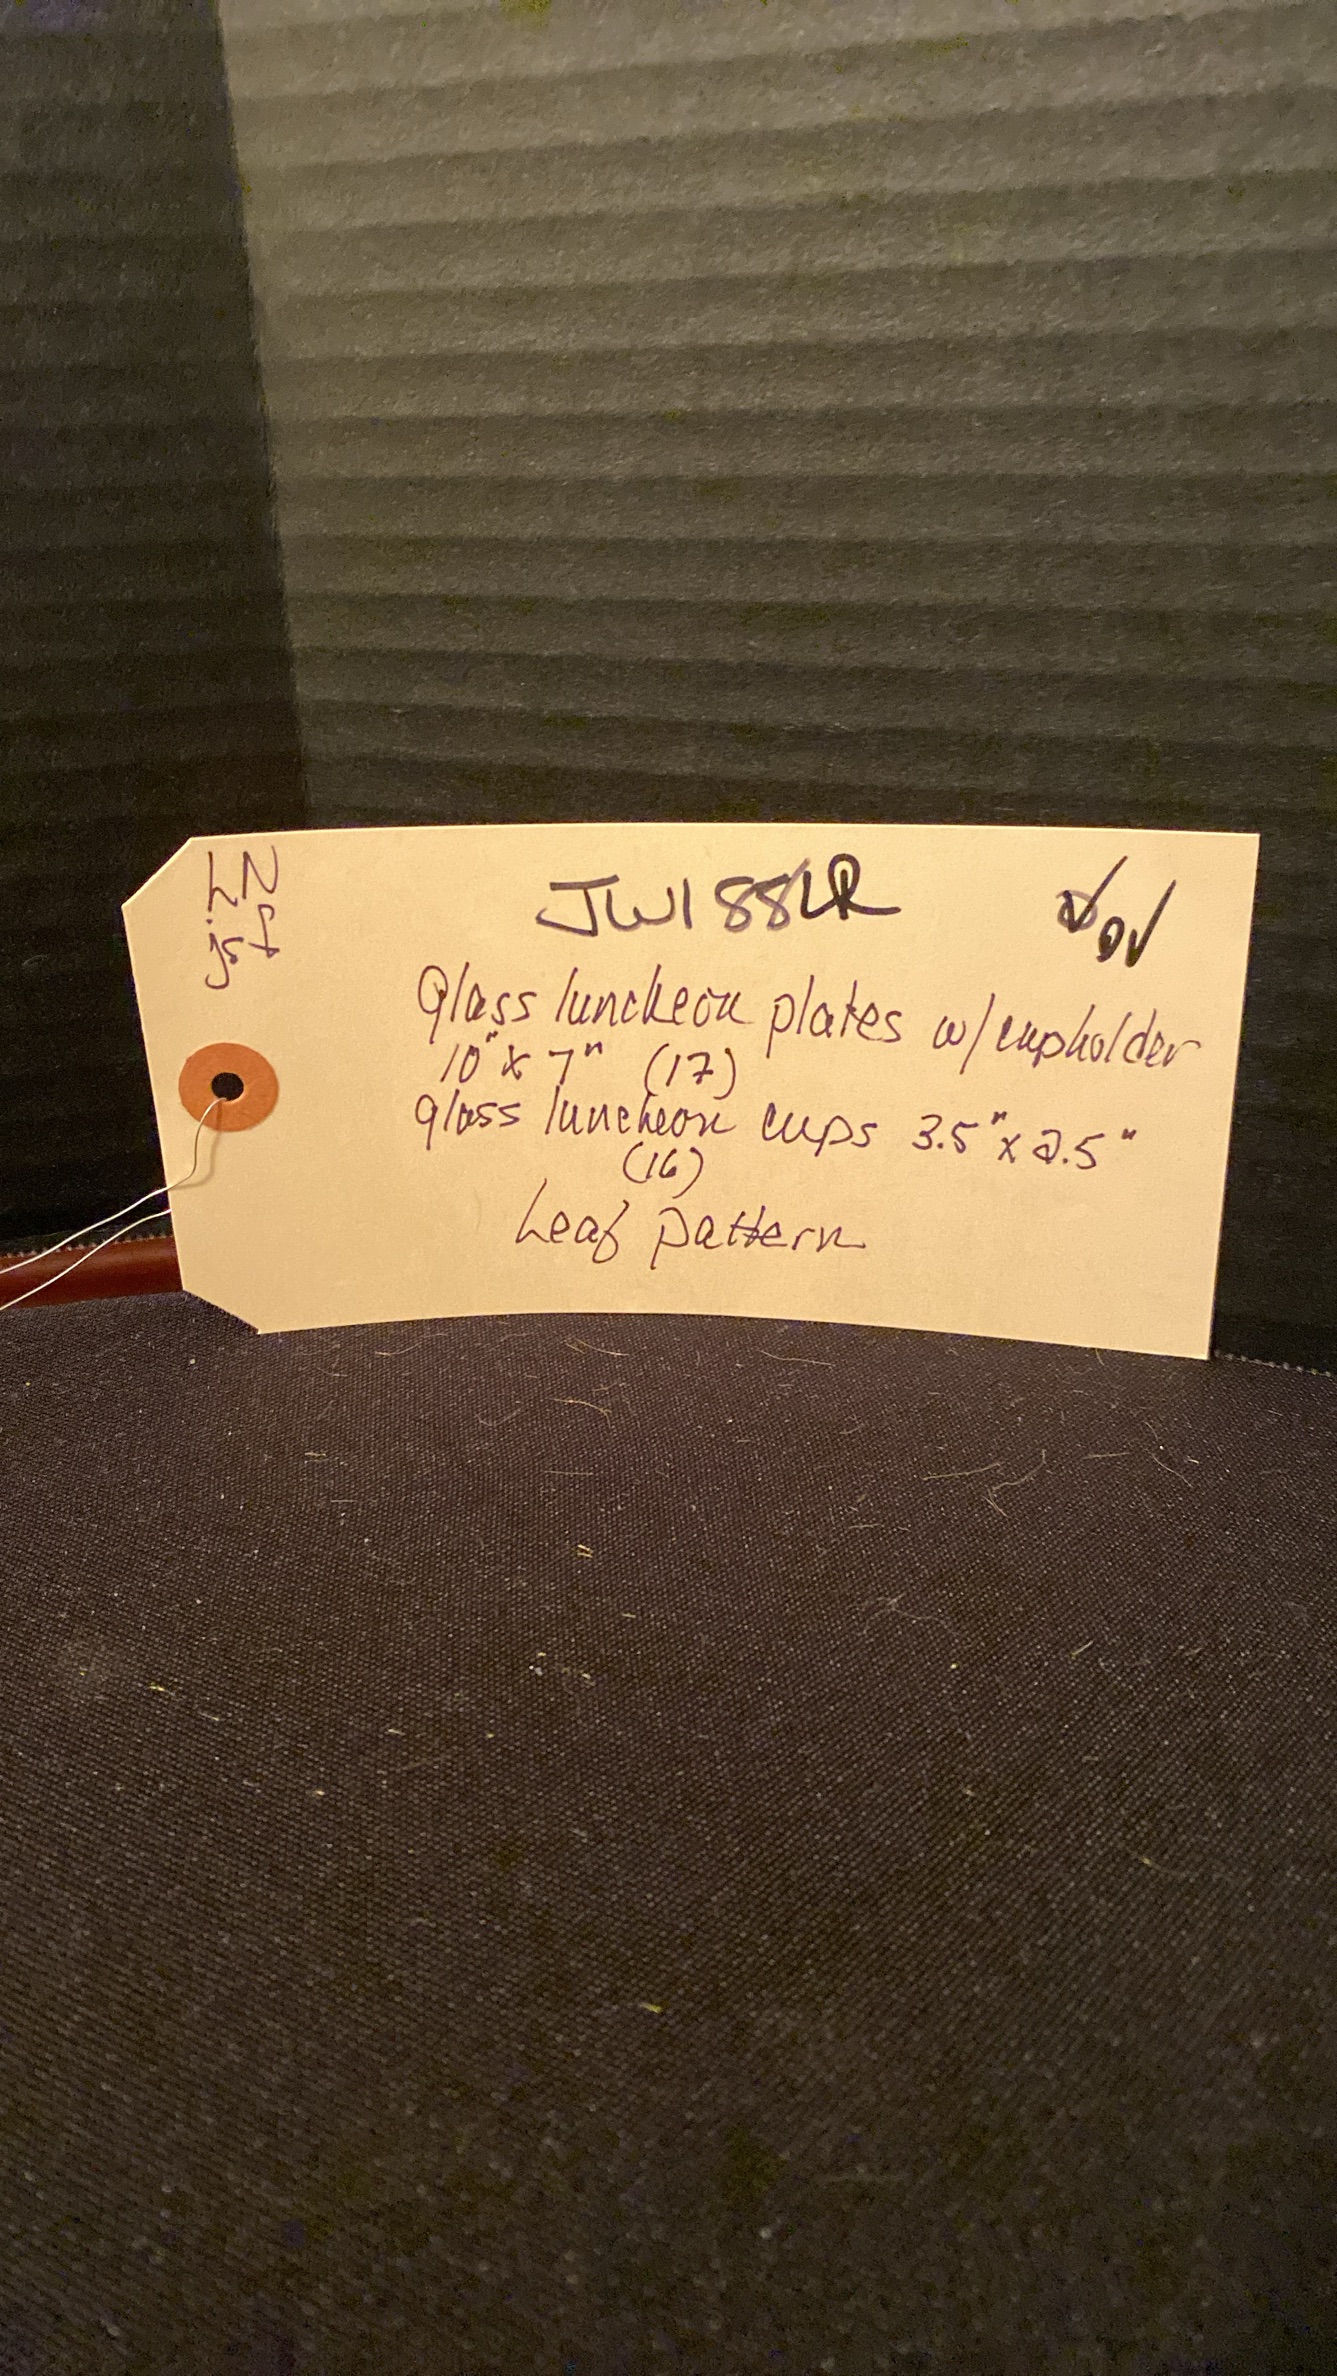 JW188LR
Glass luncheon plates w/cupholder
10" x 7" (17)
glass luncheon cups 3.5" x 2.5"
(16)
Leaf pattern